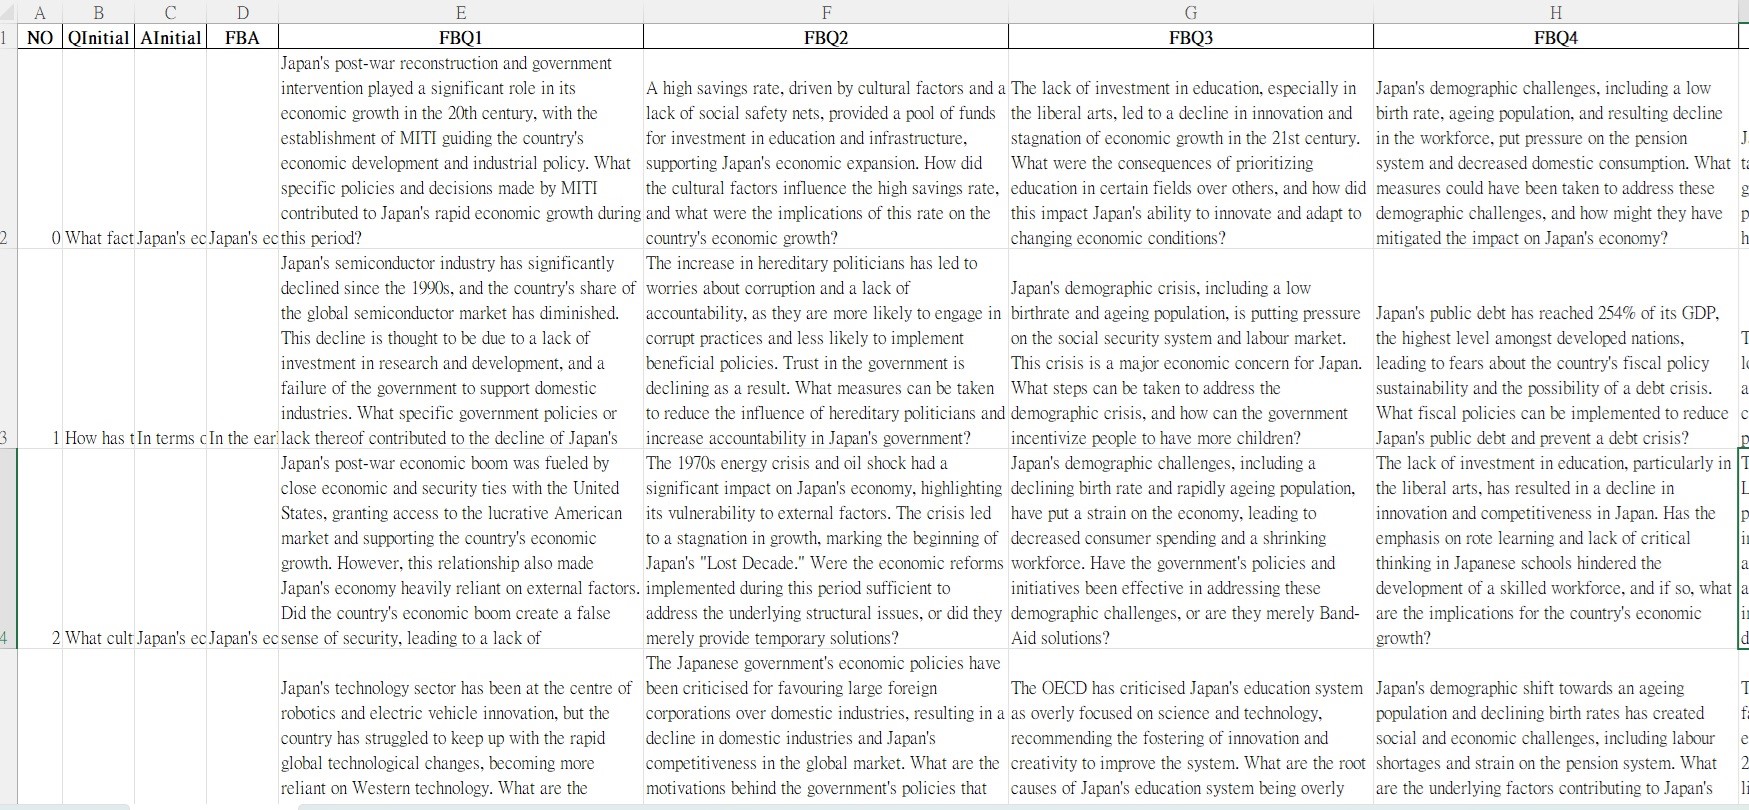 A B C D E F G H
1 NO QInitial AInitial FBA FBQ1 FBQ2 FBQ3 FBQ4
2
0 What fact Japan's ec Japan's ec
Japan's post-war reconstruction and government
intervention played a significant role in its
economic growth in the 20th century, with the
establishment of MITI guiding the country's
economic development and industrial policy. What
specific policies and decisions made by MITI
contributed to Japan's rapid economic growth during
this period?
A high savings rate, driven by cultural factors and a
lack of social safety nets, provided a pool of funds
for investment in education and infrastructure,
supporting Japan's economic expansion. How did
the cultural factors influence the high savings rate,
and what were the implications of this rate on the
country's economic growth?
The lack of investment in education, especially in
the liberal arts, led to a decline in innovation and
stagnation of economic growth in the 21st century.
What were the consequences of prioritizing
education in certain fields over others, and how did
this impact Japan's ability to innovate and adapt to
changing economic conditions?
Japan's demographic challenges, including a low
birth rate, ageing population, and resulting decline
in the workforce, put pressure on the pension
system and decreased domestic consumption. What
measures could have been taken to address these
demographic challenges, and how might they have
mitigated the impact on Japan's economy?
3
1 How has t In terms c In the earl
Japan's semiconductor industry has significantly
declined since the 1990s, and the country's share of
the global semiconductor market has diminished.
This decline is thought to be due to a lack of
investment in research and development, and a
failure of the government to support domestic
industries. What specific government policies or
lack thereof contributed to the decline of Japan's
The increase in hereditary politicians has led to
worries about corruption and a lack of
accountability, as they are more likely to engage in
corrupt practices and less likely to implement
beneficial policies. Trust in the government is
declining as a result. What measures can be taken
to reduce the influence of hereditary politicians and
increase accountability in Japan's government?
Japan's demographic crisis, including a low
birthrate and ageing population, is putting pressure
on the social security system and labour market.
This crisis is a major economic concern for Japan.
What steps can be taken to address the
demographic crisis, and how can the government
incentivize people to have more children?
Japan's public debt has reached 254% of its GDP,
the highest level amongst developed nations,
leading to fears about the country's fiscal policy
sustainability and the possibility of a debt crisis.
What fiscal policies can be implemented to reduce
Japan's public debt and prevent a debt crisis?
4
2 What cult Japan's ec Japan's ec
Japan's post-war economic boom was fueled by
close economic and security ties with the United
States, granting access to the lucrative American
market and supporting the country's economic
growth. However, this relationship also made
Japan's economy heavily reliant on external factors.
Did the country's economic boom create a false
sense of security, leading to a lack of
The 1970s energy crisis and oil shock had a
significant impact on Japan's economy, highlighting
its vulnerability to external factors. The crisis led
to a stagnation in growth, marking the beginning of
Japan's "Lost Decade." Were the economic reforms
implemented during this period sufficient to
address the underlying structural issues, or did they
merely provide temporary solutions?
Japan's demographic challenges, including a
declining birth rate and rapidly ageing population,
have put a strain on the economy, leading to
decreased consumer spending and a shrinking
workforce. Have the government's policies and
initiatives been effective in addressing these
demographic challenges, or are they merely Band-
Aid solutions?
The lack of investment in education, particularly in
the liberal arts, has resulted in a decline in
innovation and competitiveness in Japan. Has the
emphasis on rote learning and lack of critical
thinking in Japanese schools hindered the
development of a skilled workforce, and if so, what
are the implications for the country's economic
growth?
Japan's technology sector has been at the centre of
robotics and electric vehicle innovation, but the
country has struggled to keep up with the rapid
global technological changes, becoming more
reliant on Western technology. What are the
The Japanese government's economic policies have
been criticised for favouring large foreign
corporations over domestic industries, resulting in a
decline in domestic industries and Japan's
competitiveness in the global market. What are the
motivations behind the government's policies that
The OECD has criticised Japan's education system
as overly focused on science and technology,
recommending the fostering of innovation and
creativity to improve the system. What are the root
causes of Japan's education system being overly
Japan's demographic shift towards an ageing
population and declining birth rates has created
social and economic challenges, including labour
shortages and strain on the pension system. What
are the underlying factors contributing to Japan's